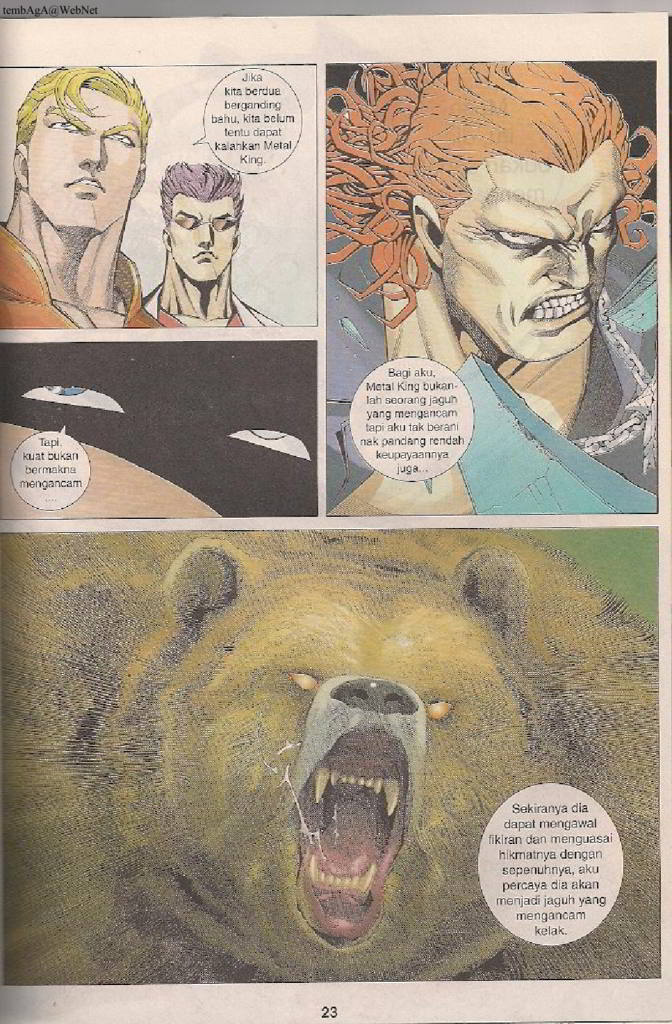 tembAgA@WebNet
Jika
kita berdua
berganding
bahu, kita belum
tentu dapat
kalahkan Metal
King.
Bagi aku,
Metal King bukan-
lah seorang jaguh
yang mengancam
tapi aku tak berani
nak pandang rendah
keupayaannya
juga...
Tapi,
kuat bukan
bermakna
mengancam
....
Sekiranya dia
dapat mengawal
fikiran dan menguasai
hikmatnya dengan
sepenuhnya, aku
percaya dia akan
menjadi jaguh yang
mengancam
kelak.
23